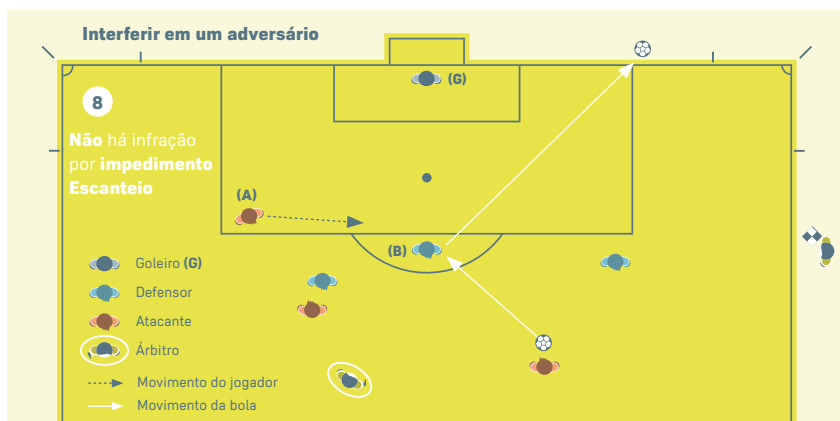 Interferir em um adversário
(G)
8
Não há infração
por impedimento
Escanteio
(A)
(B)
Goleiro (G)
Defensor
Atacante
Árbitro
Movimento do jogador
Movimento da bola